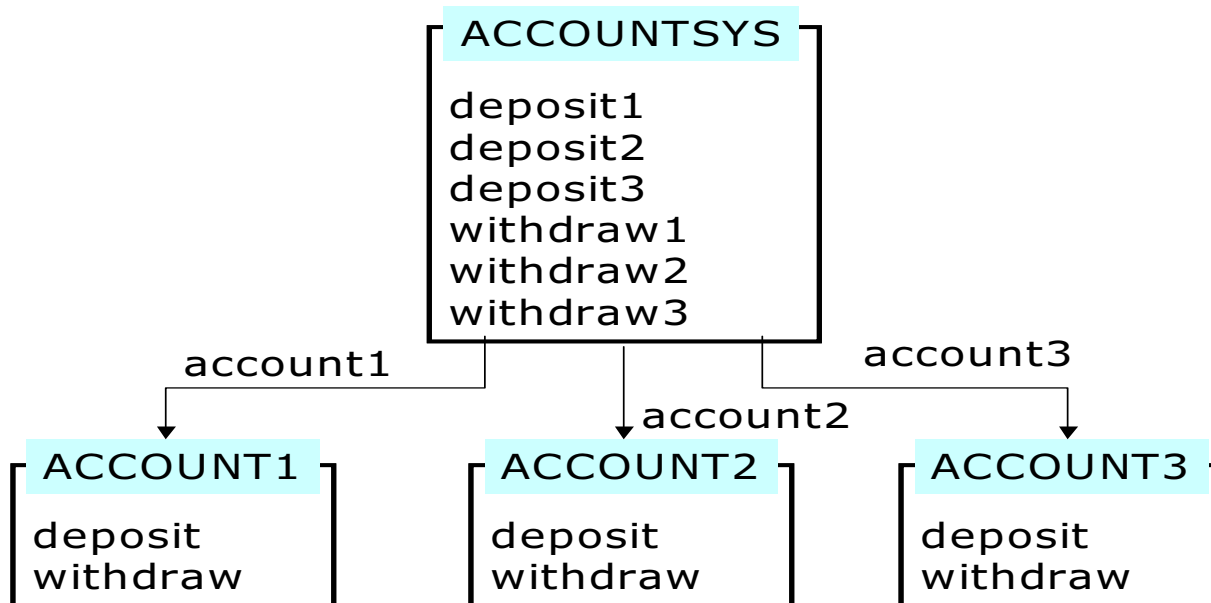 ACCOUNTSYS
deposit1
deposit2
deposit3
withdraw1
withdraw2
withdraw3
account1
account2
account3
ACCOUNT1
deposit
withdraw
ACCOUNT2
deposit
withdraw
ACCOUNT3
deposit
withdraw